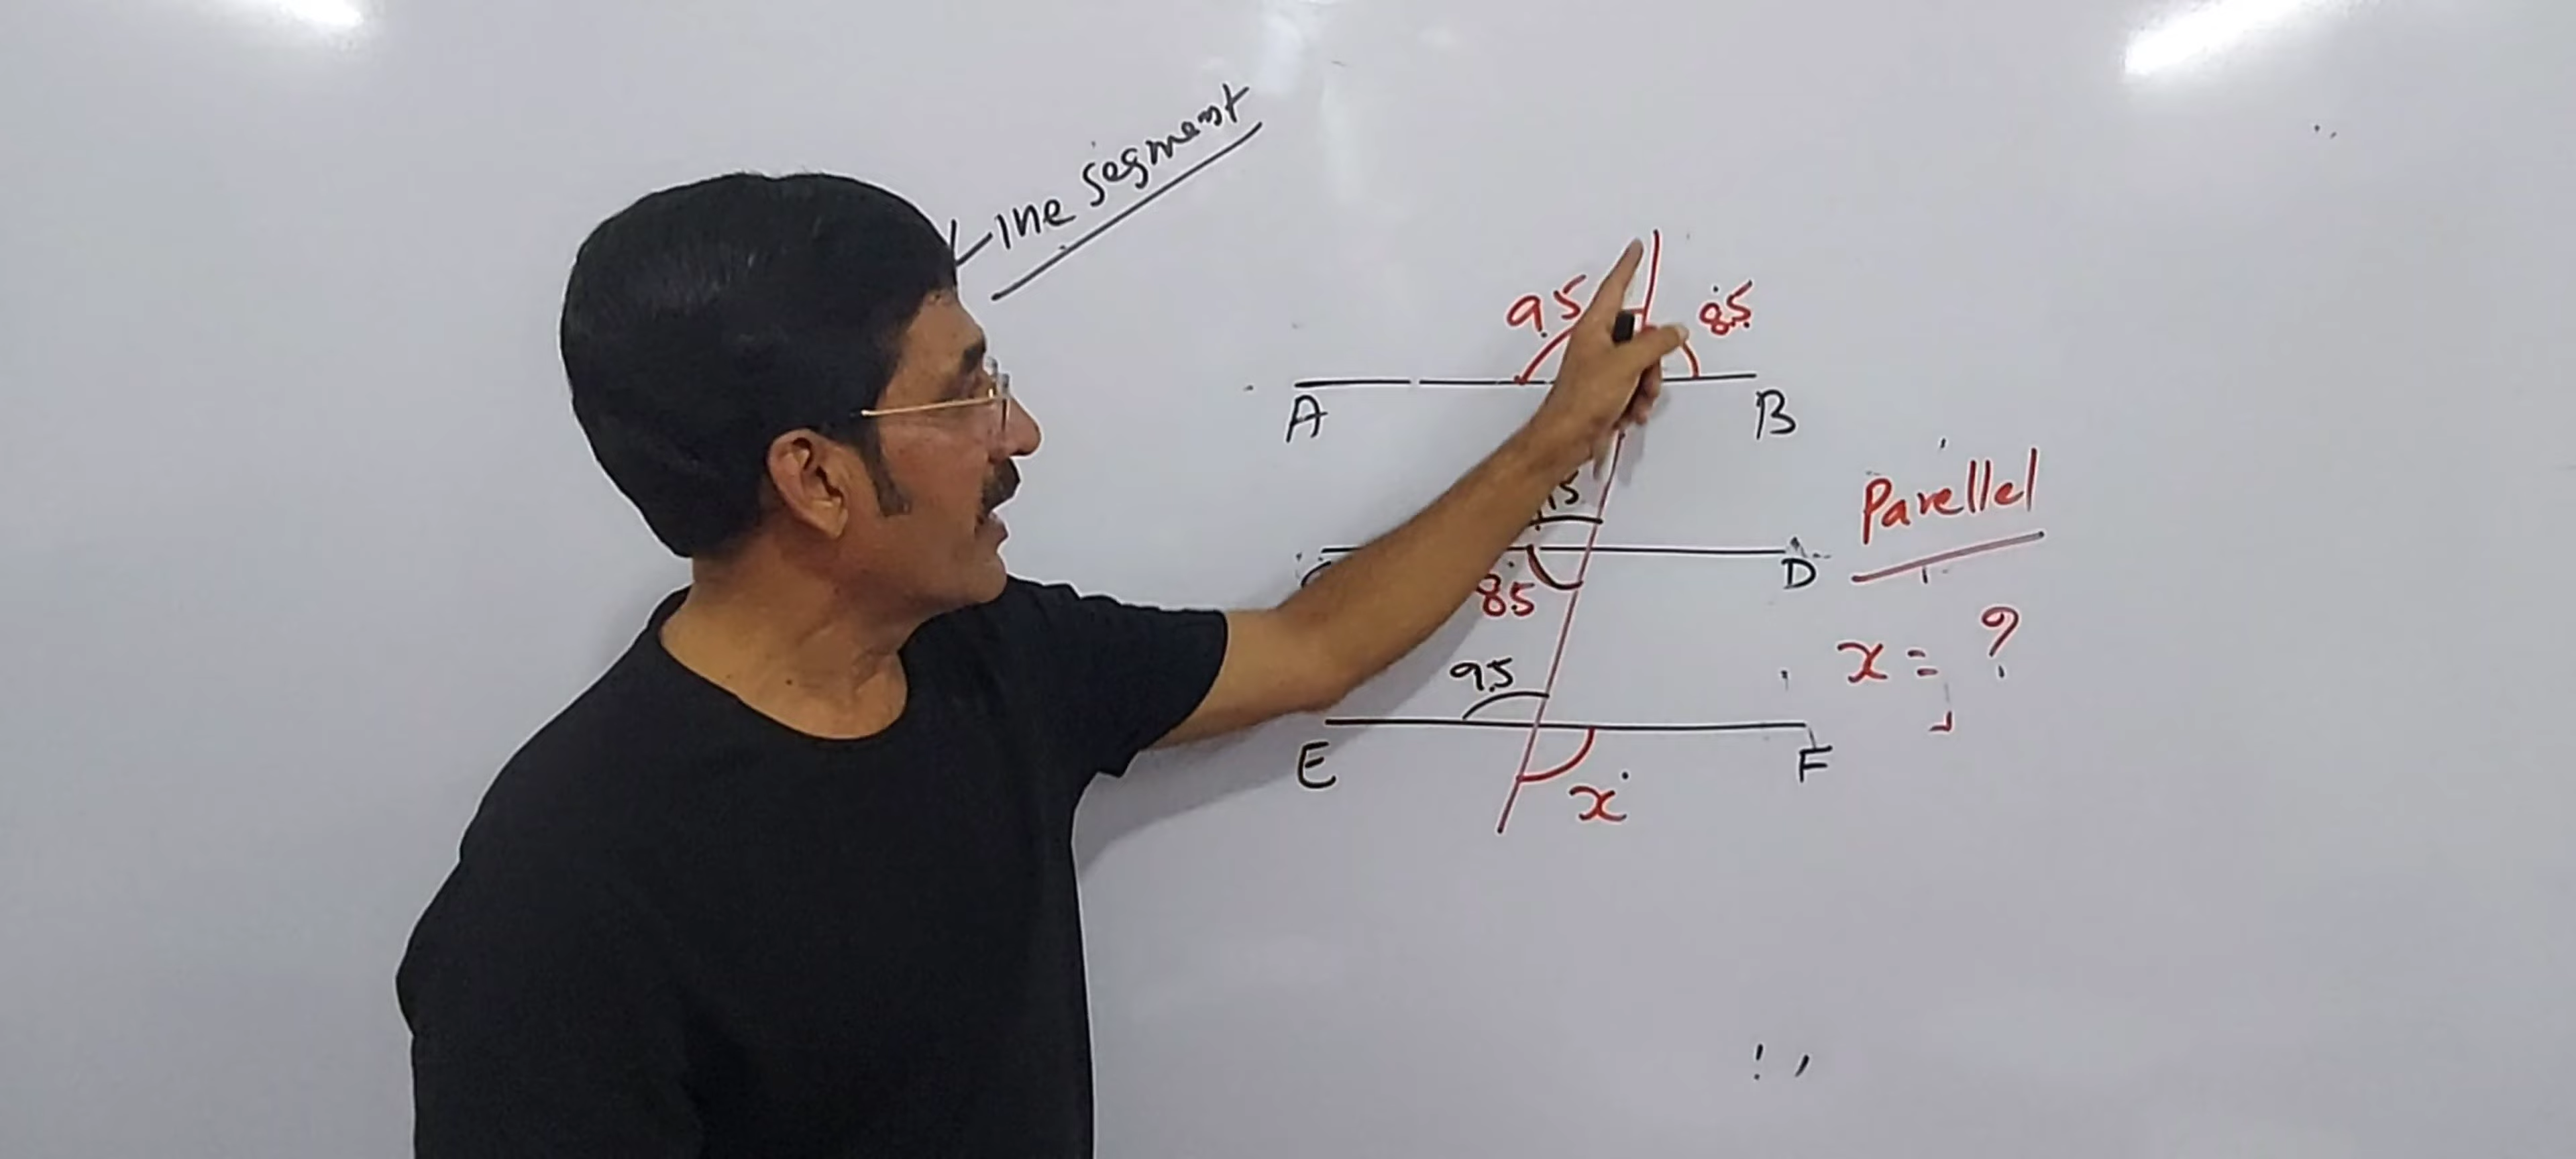 Line segment
95 85
A B
Parellel
D
85
x = ?
95
E F
x